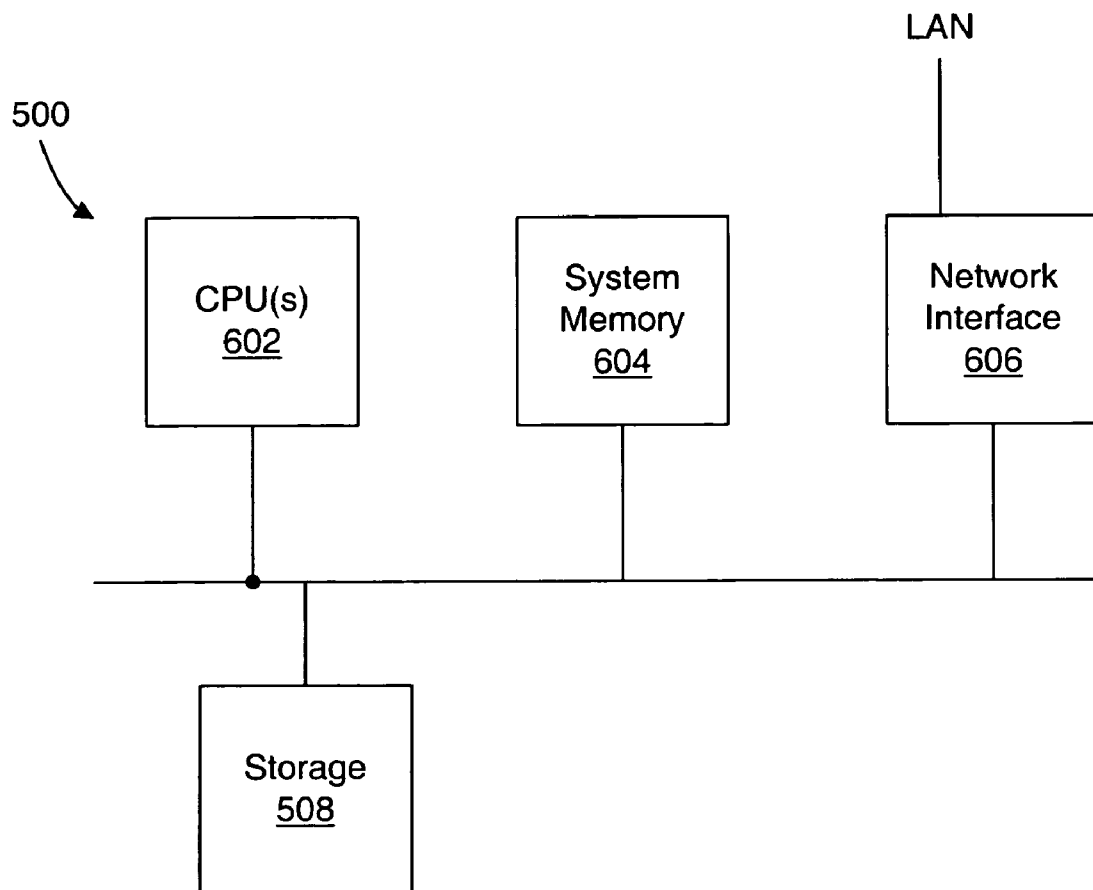 LAN
500
CPU(s)
602
System
Memory
604
Network
Interface
606
Storage
508